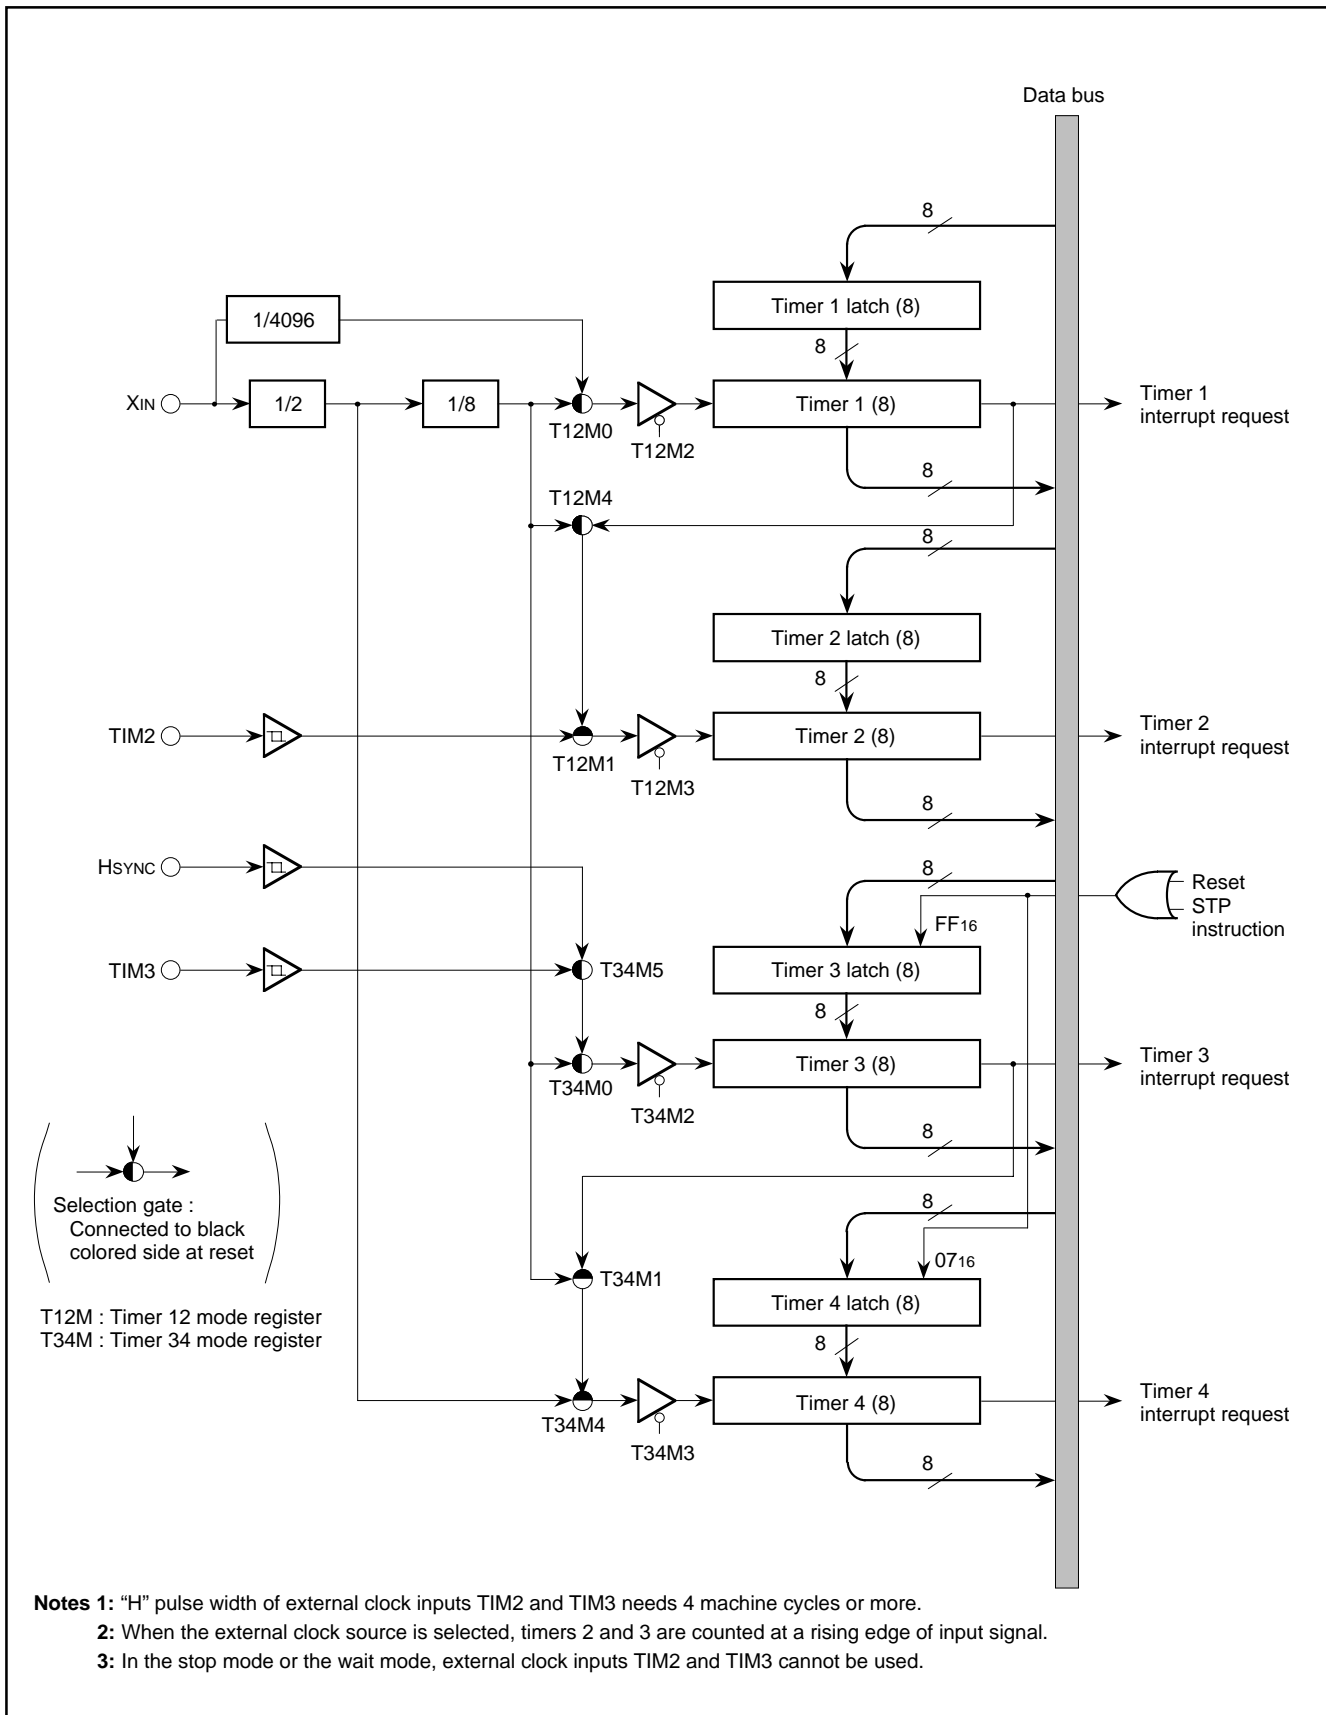 Data bus
8
Timer 1 latch (8)
1/4096
8
XIN
1/2
1/8
T12M0
T12M2
Timer 1 (8)
Timer 1
interrupt request
8
T12M4
8
Timer 2 latch (8)
8
TIM2
T12M1
T12M3
Timer 2 (8)
Timer 2
interrupt request
8
HSYNC
8
Reset
STP
instruction
FF16
TIM3
T34M5
Timer 3 latch (8)
8
T34M0
T34M2
Timer 3 (8)
Timer 3
interrupt request
8
Selection gate :
Connected to black
colored side at reset
8
0716
T34M1
Timer 4 latch (8)
T12M : Timer 12 mode register
T34M : Timer 34 mode register
8
T34M4
T34M3
Timer 4 (8)
Timer 4
interrupt request
8
Notes 1: “H” pulse width of external clock inputs TIM2 and TIM3 needs 4 machine cycles or more.
2: When the external clock source is selected, timers 2 and 3 are counted at a rising edge of input signal.
3: In the stop mode or the wait mode, external clock inputs TIM2 and TIM3 cannot be used.